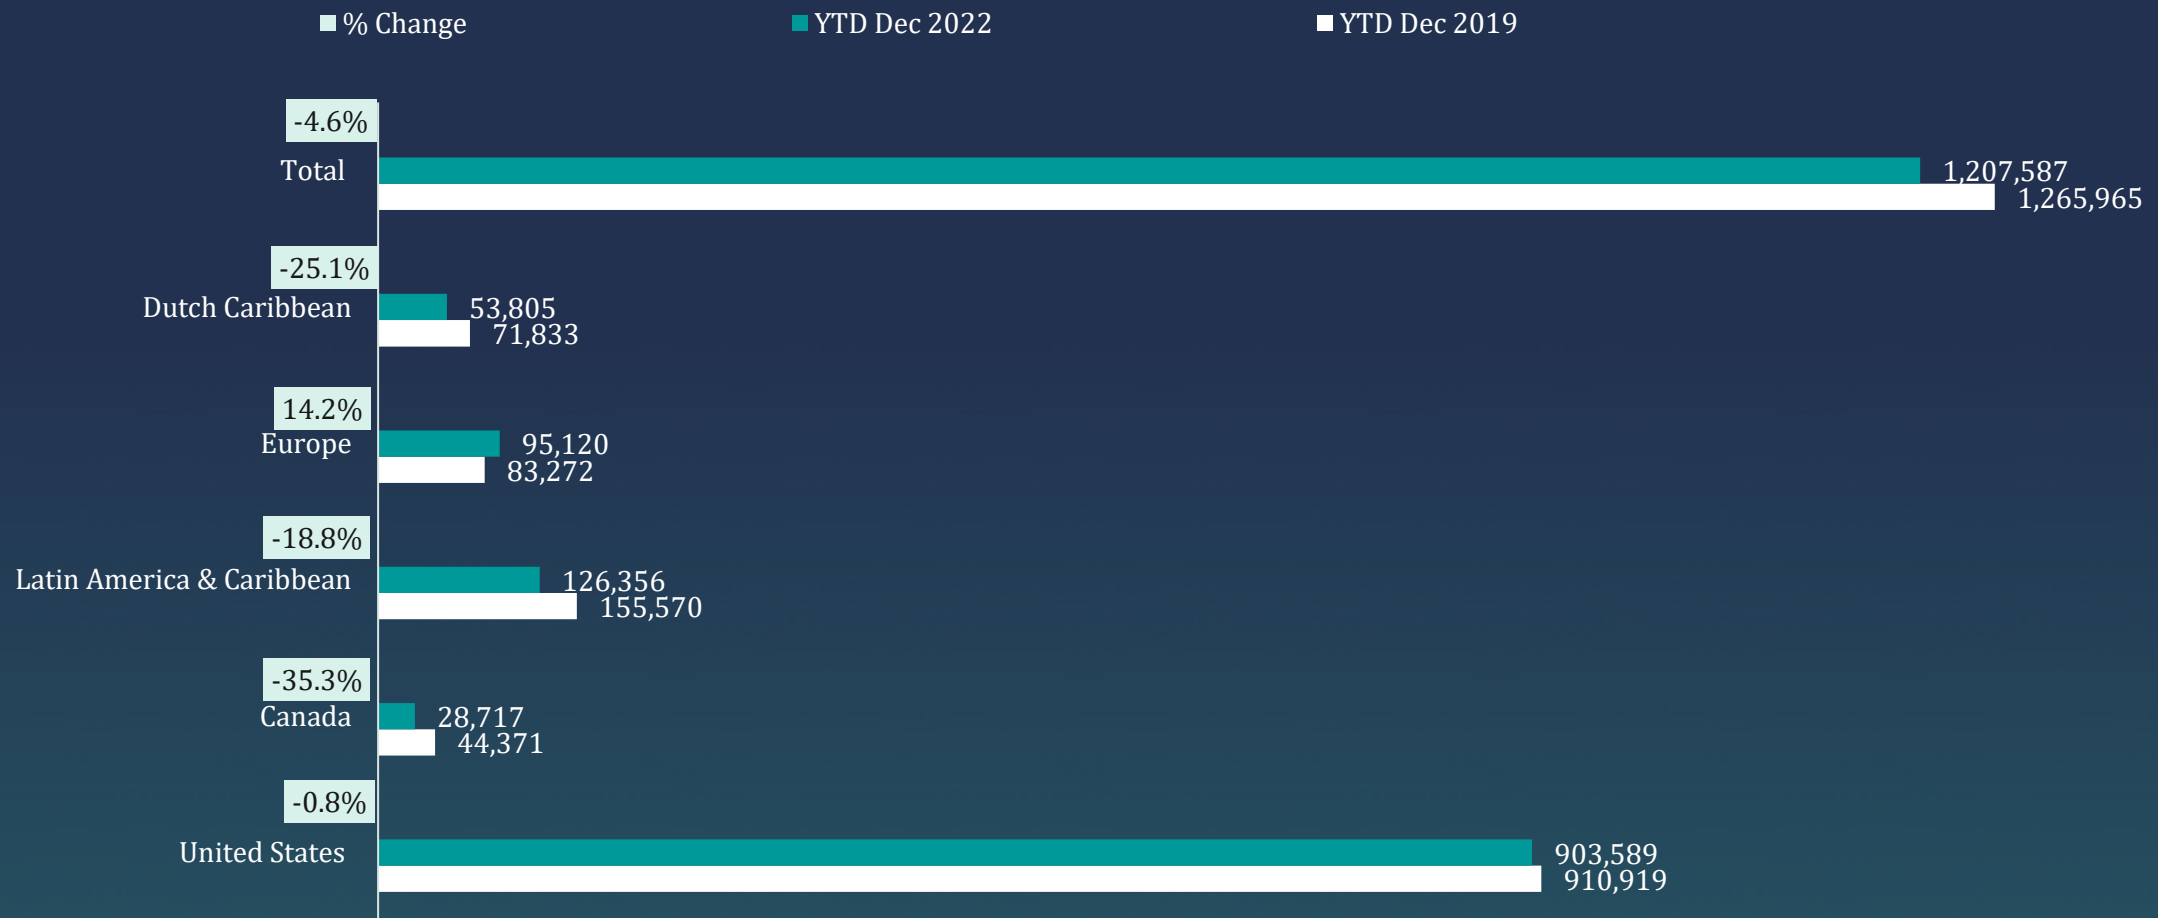 % Change YTD Dec 2022 YTD Dec 2019
-4.6%
Total 1,207,587
1,265,965
-25.1%
Dutch Caribbean 53,805
71,833
14.2%
Europe 95,120
83,272
-18.8%
Latin America & Caribbean 126,356
155,570
-35.3%
Canada 28,717
44,371
-0.8%
United States 903,589
910,919